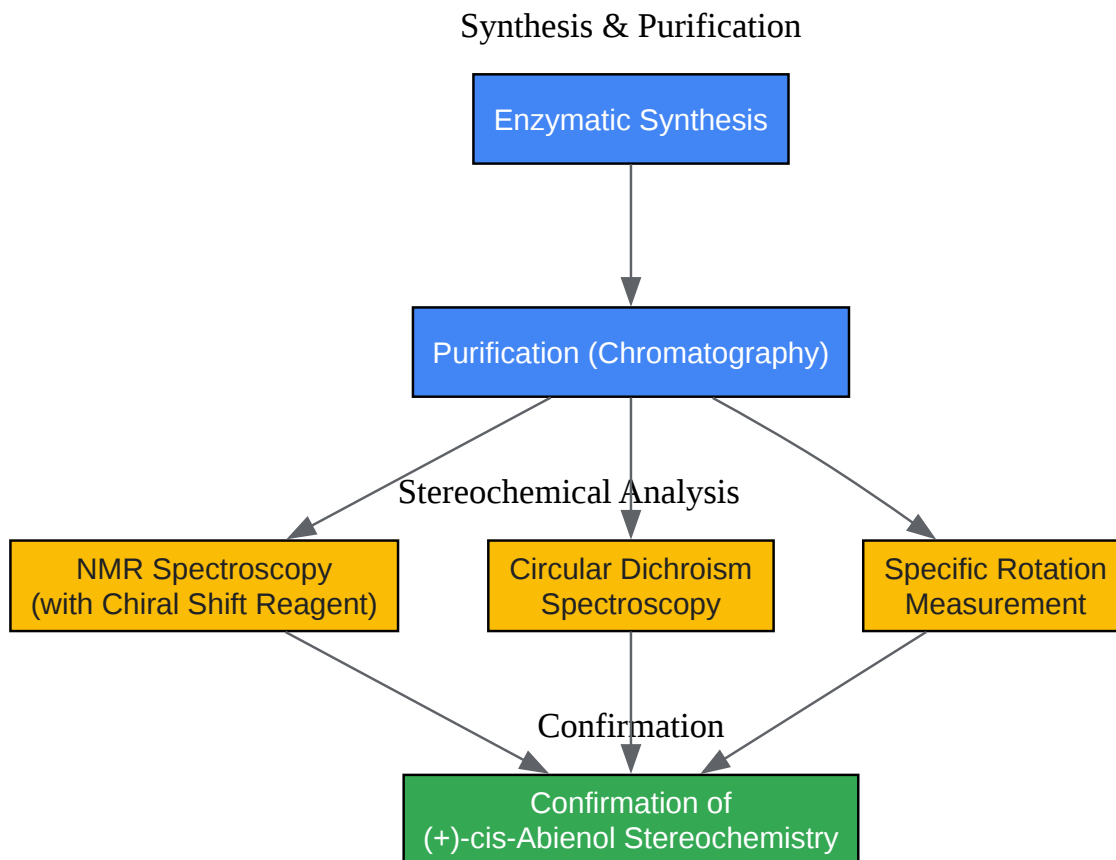 Synthesis & Purification
Enzymatic Synthesis
Purification (Chromatography)
Stereochemical Analysis
NMR Spectroscopy
(with Chiral Shift Reagent)
Circular Dichroism
Spectroscopy
Specific Rotation
Measurement
Confirmation
Confirmation of
(+)-cis-Abienol Stereochemistry